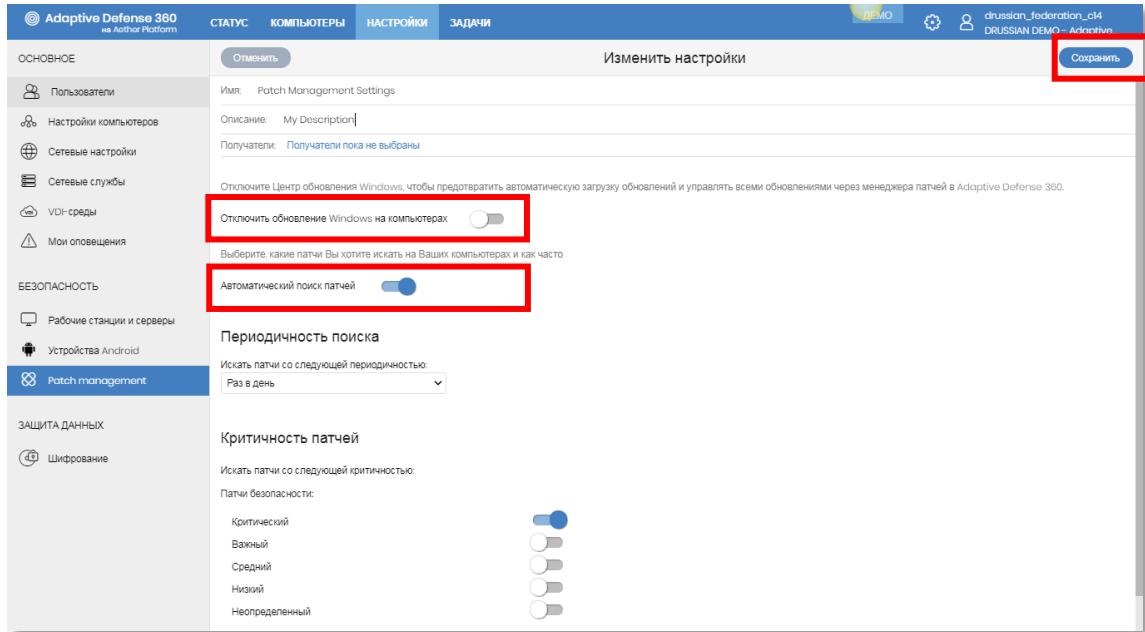 Adaptive Defense 360
на Aether Platform
СТАТУС КОМПЬЮТЕРЫ НАСТРОЙКИ ЗАДАЧИ
ДЕМО
drussian_federation_c14
DRUSSIAN DEMO - Adaptive
ОСНОВНОЕ
Пользователи
Настройки компьютеров
Сетевые настройки
Сетевые службы
VDI-среды
Мои оповещения
БЕЗОПАСНОСТЬ
Рабочие станции и серверы
Устройства Android
Patch management
ЗАЩИТА ДАННЫХ
Шифрование
Отменить
Изменить настройки
Сохранить
Имя: Patch Management Settings
Описание: My Description
Получатели: Получатели пока не выбраны
Отключите Центр обновления Windows, чтобы предотвратить автоматическую загрузку обновлений и управлять всеми обновлениями через менеджера патчей в Adaptive Defense 360.
Отключить обновление Windows на компьютерах
Выберите, какие патчи Вы хотите искать на Ваших компьютерах и как часто
Автоматический поиск патчей
Периодичность поиска
Искать патчи со следующей периодичностью:
Раз в день
Критичность патчей
Искать патчи со следующей критичностью:
Патчи безопасности:
Критический
Важный
Средний
Низкий
Неопределенный